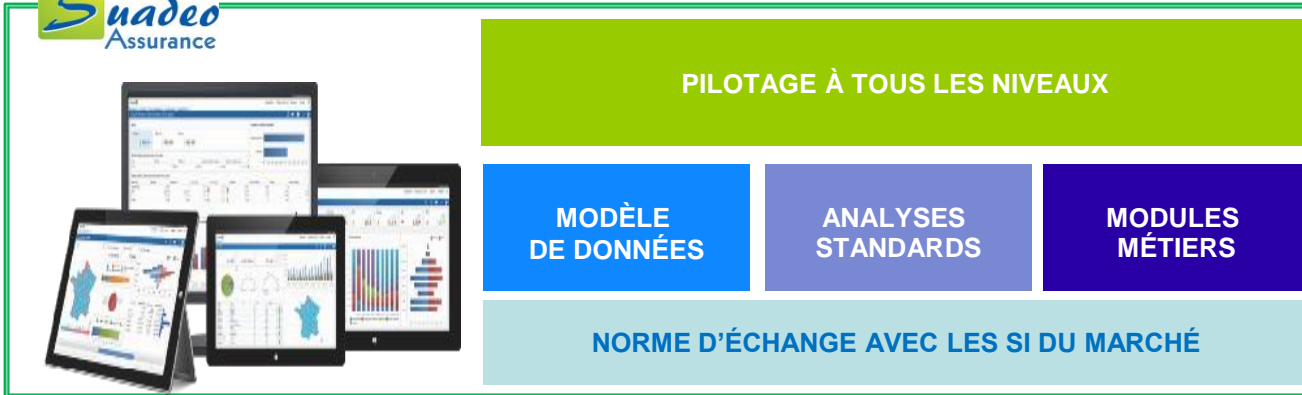 Suadeo
Assurance
PILOTAGE À TOUS LES NIVEAUX
MODÈLE
DE DONNÉES
ANALYSES
STANDARDS
MODULES
MÉTIERS
NORME D’ÉCHANGE AVEC LES SI DU MARCHÉ